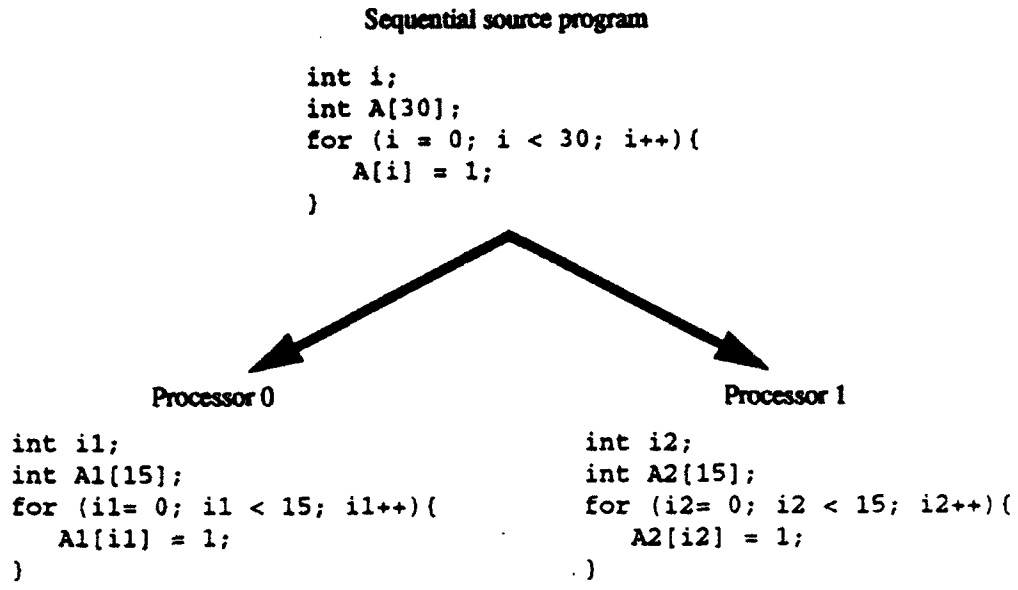 Sequential source program
int i;
int A[30];
for (i = 0; i < 30; i++){
   A[i] = 1;
}
Processor 0
int i1;
int A1[15];
for (i1= 0; i1 < 15; i1++){
   A1[i1] = 1;
}
Processor 1
int i2;
int A2[15];
for (i2= 0; i2 < 15; i2++){
   A2[i2] = 1;
}